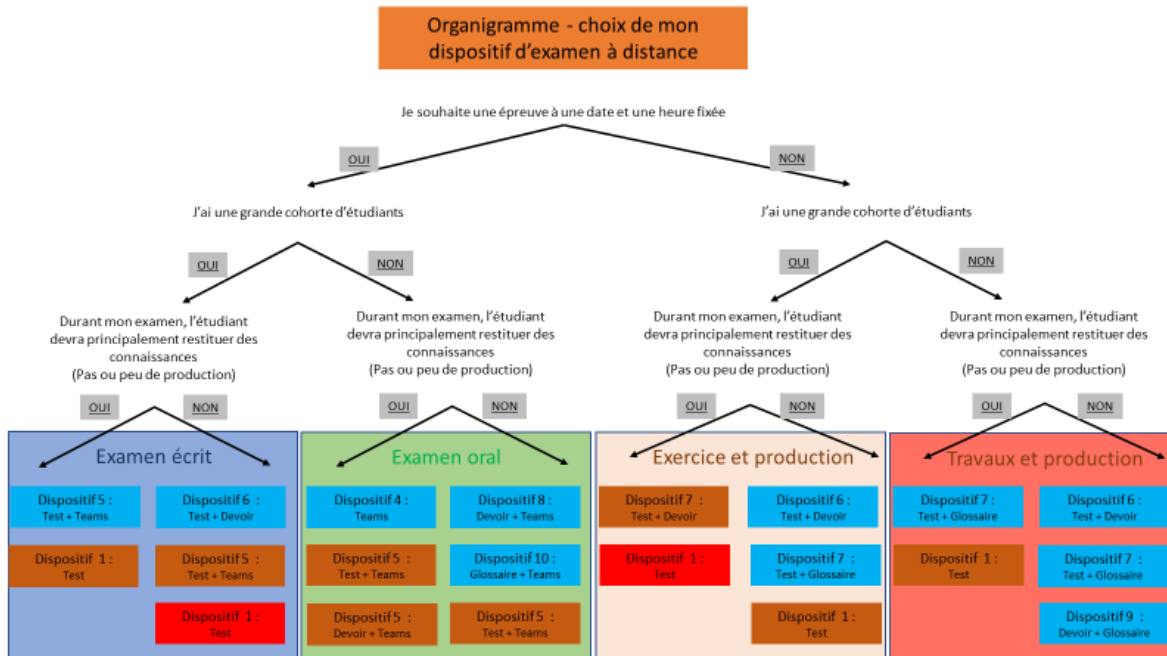 Organigramme - choix de mon
dispositif d'examen à distance
Je souhaite une épreuve à une date et une heure fixée
OUI
NON
J'ai une grande cohorte d'étudiants
J'ai une grande cohorte d'étudiants
OUI
NON
OUI
NON
Durant mon examen, l'étudiant
devra principalement restituer des
connaissances
(Pas ou peu de production)
Durant mon examen, l'étudiant
devra principalement restituer des
connaissances
(Pas ou peu de production)
Durant mon examen, l'étudiant
devra principalement restituer des
connaissances
(Pas ou peu de production)
Durant mon examen, l'étudiant
devra principalement restituer des
connaissances
(Pas ou peu de production)
OUI
NON
OUI
NON
OUI
NON
OUI
NON
Examen écrit
Dispositif 5 :
Test + Teams
Dispositif 6 :
Test + Devoir
Dispositif 1 :
Test
Dispositif 5 :
Test + Teams
Dispositif 1 :
Test
Examen oral
Dispositif 4 :
Teams
Dispositif 8 :
Devoir + Teams
Dispositif 5 :
Test + Teams
Dispositif 10 :
Glossaire + Teams
Dispositif 5 :
Devoir + Teams
Dispositif 5 :
Test + Teams
Exercice et production
Dispositif 7 :
Test + Devoir
Dispositif 6 :
Test + Devoir
Dispositif 1 :
Test
Dispositif 7 :
Test + Glossaire
Dispositif 1 :
Test
Travaux et production
Dispositif 7 :
Test + Glossaire
Dispositif 6 :
Test + Devoir
Dispositif 1 :
Test
Dispositif 7 :
Test + Glossaire
Dispositif 9 :
Devoir + Glossaire